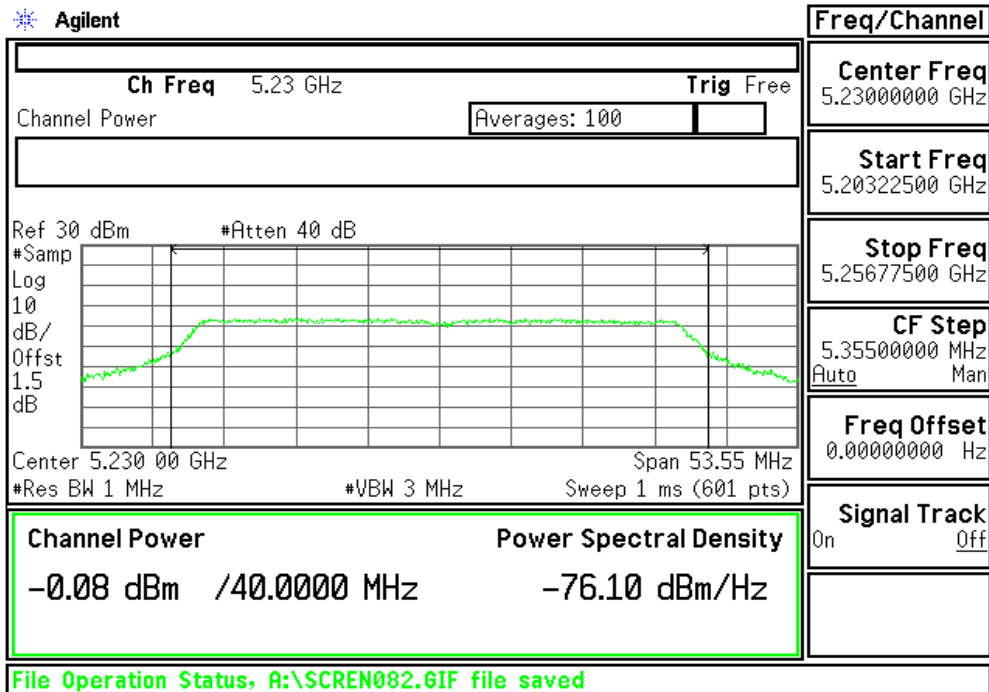 Agilent
Freq/Channel
Ch Freq 5.23 GHz Trig Free
Channel Power Averages: 100
Ref 30 dBm #Atten 40 dB
#Samp
Log
10
dB/
Offst
1.5
dB
Center 5.230 00 GHz Span 53.55 MHz
#Res BW 1 MHz #VBW 3 MHz Sweep 1 ms (601 pts)
Channel Power Power Spectral Density
-0.08 dBm /40.0000 MHz -76.10 dBm/Hz
File Operation Status, A:\SCREN082.GIF file saved
Center Freq
5.23000000 GHz
Start Freq
5.20322500 GHz
Stop Freq
5.25677500 GHz
CF Step
5.35500000 MHz
Auto Man
Freq Offset
0.00000000 Hz
Signal Track
On Off